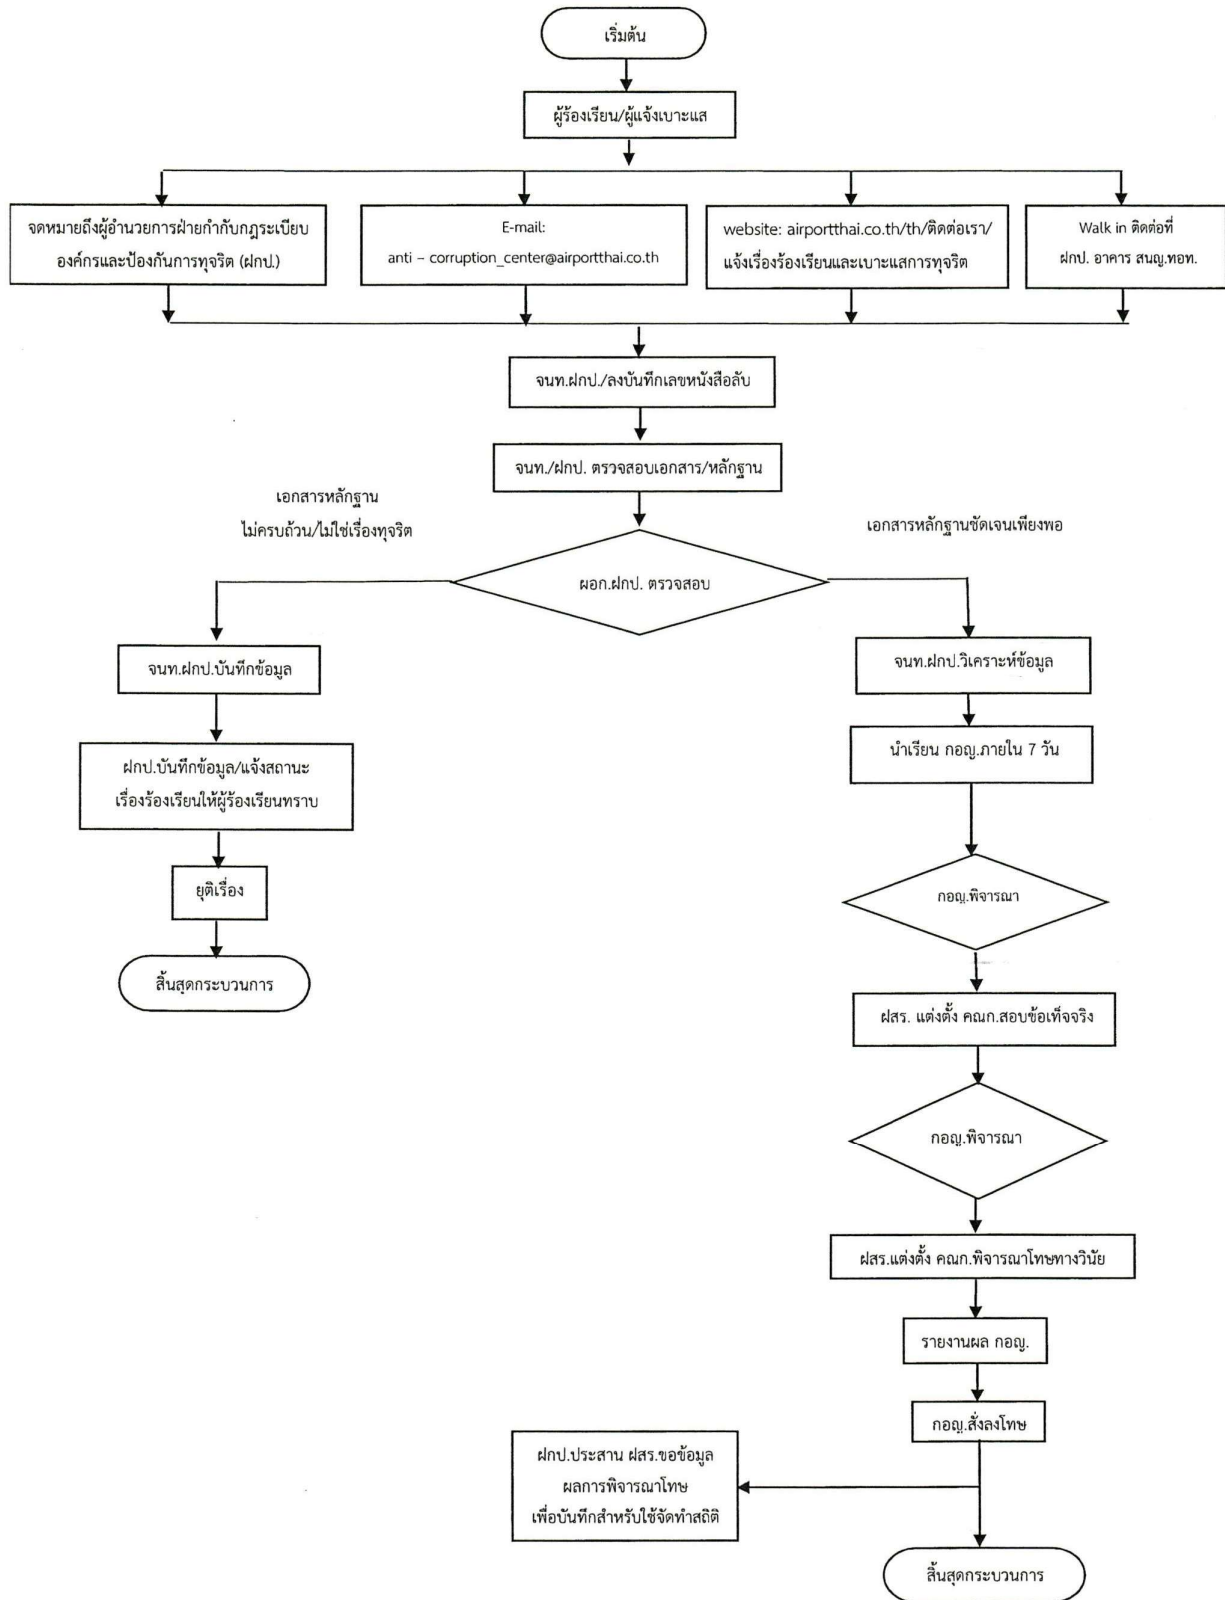 เริ่มต้น
ผู้ร้องเรียน/ผู้แจ้งเบาะแส
จดหมายถึงผู้อำนวยการฝ่ายกำกับกฎระเบียบ
องค์กรและป้องกันการทุจริต (ฝกป.)
E-mail:
anti – corruption_center@airportthai.co.th
website: airportthai.co.th/th/ติดต่อเรา/
แจ้งเรื่องร้องเรียนและเบาะแสการทุจริต
Walk in ติดต่อที่
ฝกป. อาคาร สนญ.ทอท.
จนท.ฝกป./ลงบันทึกเลขหนังสือลับ
จนท./ฝกป. ตรวจสอบเอกสาร/หลักฐาน
เอกสารหลักฐาน
ไม่ครบถ้วน/ไม่ใช่เรื่องทุจริต
เอกสารหลักฐานชัดเจนเพียงพอ
ผอก.ฝกป. ตรวจสอบ
จนท.ฝกป.บันทึกข้อมูล
ฝกป.บันทึกข้อมูล/แจ้งสถานะ
เรื่องร้องเรียนให้ผู้ร้องเรียนทราบ
ยุติเรื่อง
สิ้นสุดกระบวนการ
จนท.ฝกป.วิเคราะห์ข้อมูล
นำเรียน กอญ.ภายใน 7 วัน
กอญ.พิจารณา
ฝสร. แต่งตั้ง คณก.สอบข้อเท็จจริง
กอญ.พิจารณา
ฝสร.แต่งตั้ง คณก.พิจารณาโทษทางวินัย
รายงานผล กอญ.
กอญ.สั่งลงโทษ
ฝกป.ประสาน ฝสร.ขอข้อมูล
ผลการพิจารณาโทษ
เพื่อบันทึกสำหรับใช้จัดทำสถิติ
สิ้นสุดกระบวนการ